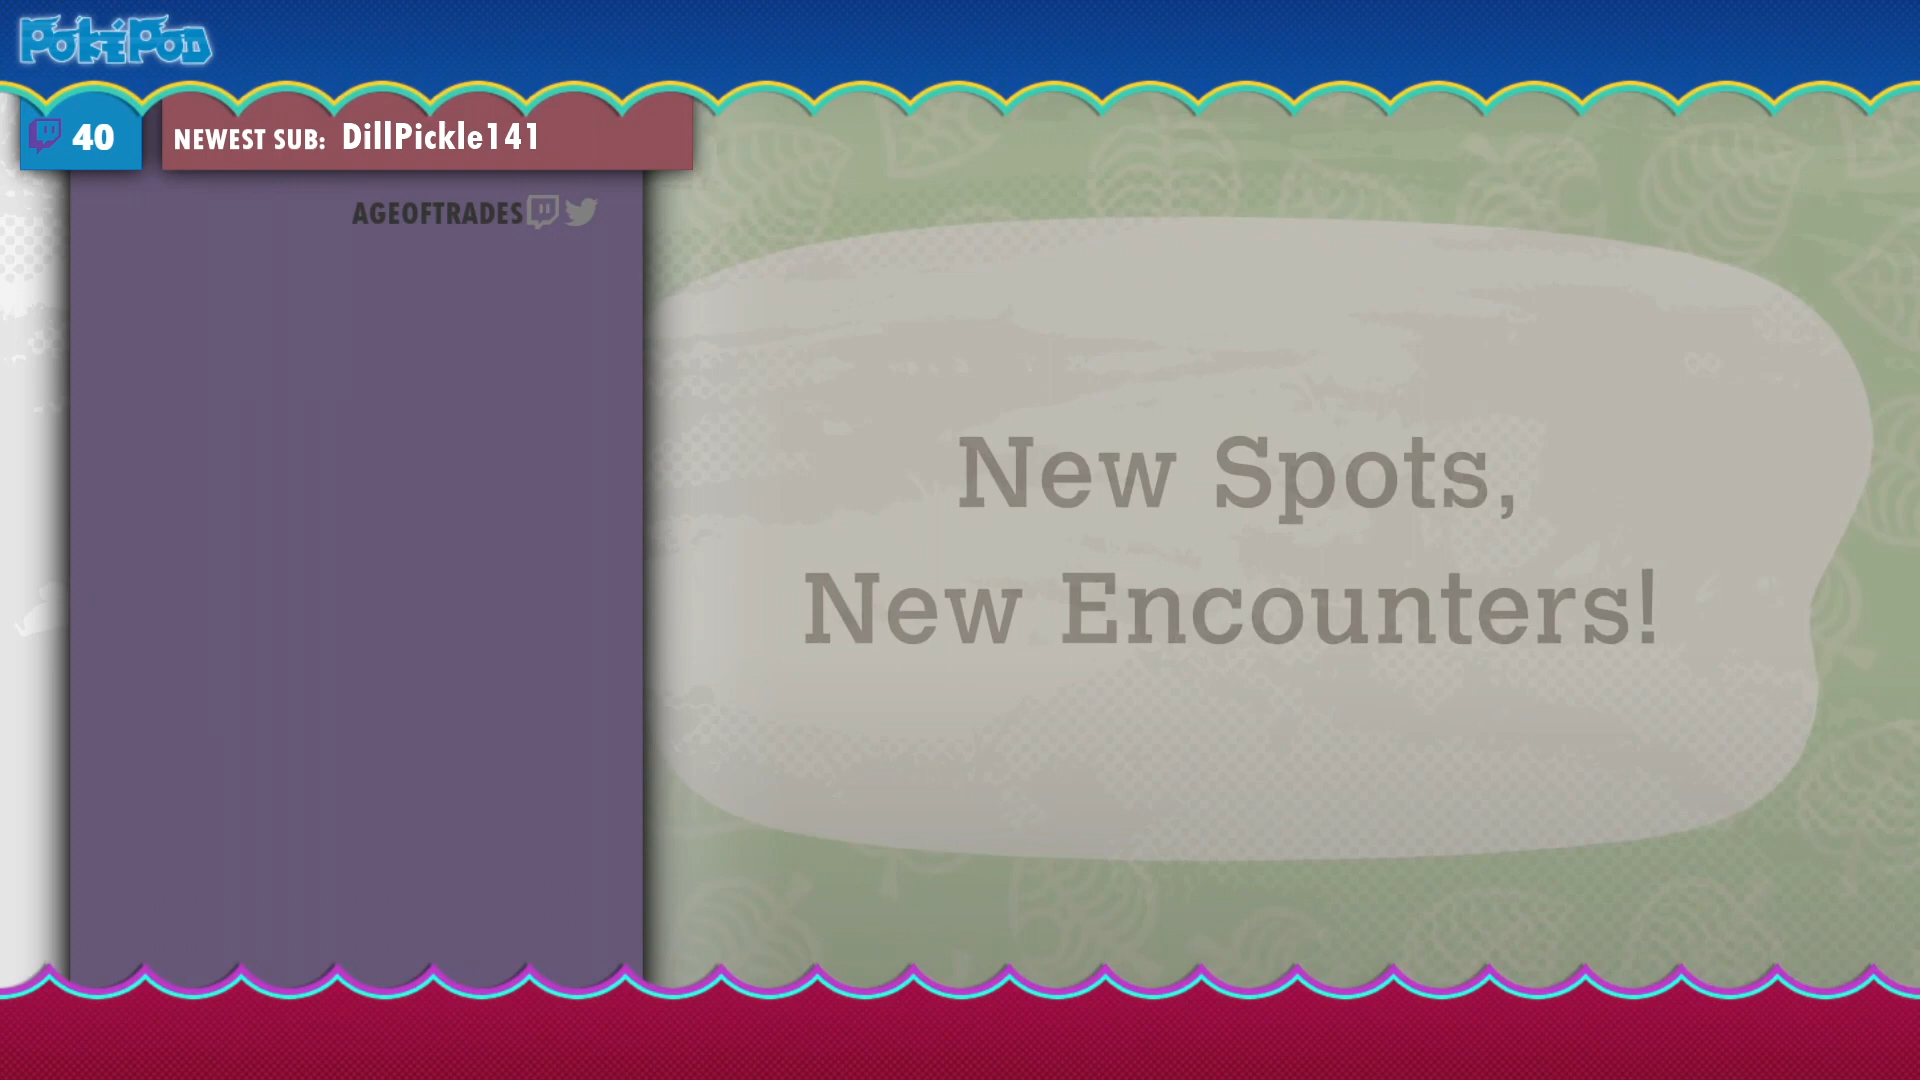 PokéPod
40
NEWEST SUB: DillPickle141
AGEOFTRADES
New Spots,
New Encounters!